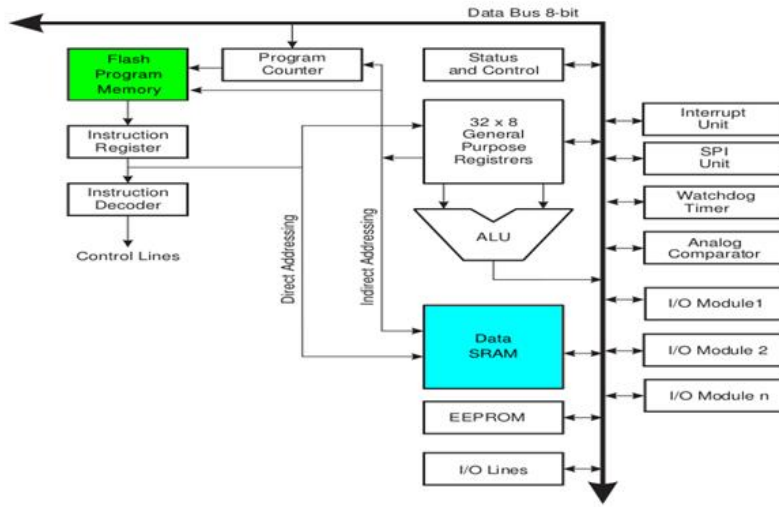 Data Bus 8-bit
Flash
Program
Memory
Program
Counter
Status
and Control
Instruction
Register
32 x 8
General
Purpose
Registrers
Interrupt
Unit
SPI
Unit
Instruction
Decoder
Watchdog
Timer
Control Lines
Direct Addressing
Indirect Addressing
ALU
Analog
Comparator
I/O Module1
Data
SRAM
I/O Module 2
I/O Module n
EEPROM
I/O Lines